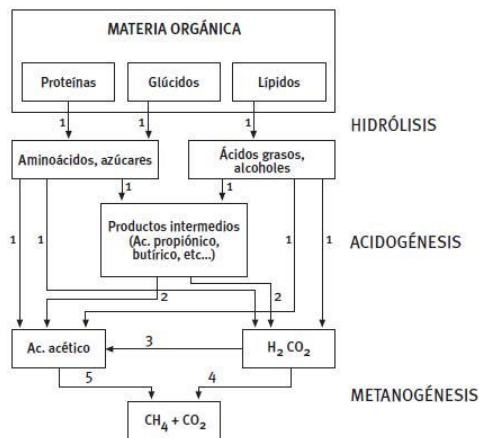 MATERIA ORGÁNICA
Proteínas
Glúcidos
Lípidos
1
1
1
HIDRÓLISIS
Aminoácidos, azúcares
Ácidos grasos,
alcoholes
1
1
Productos intermedios
(Ac. propiónico,
butírico, etc...)
1
1
1
1
ACIDOGÉNESIS
2
2
Ac. acético
3
H2 CO2
5
4
METANOGÉNESIS
CH4 + CO2